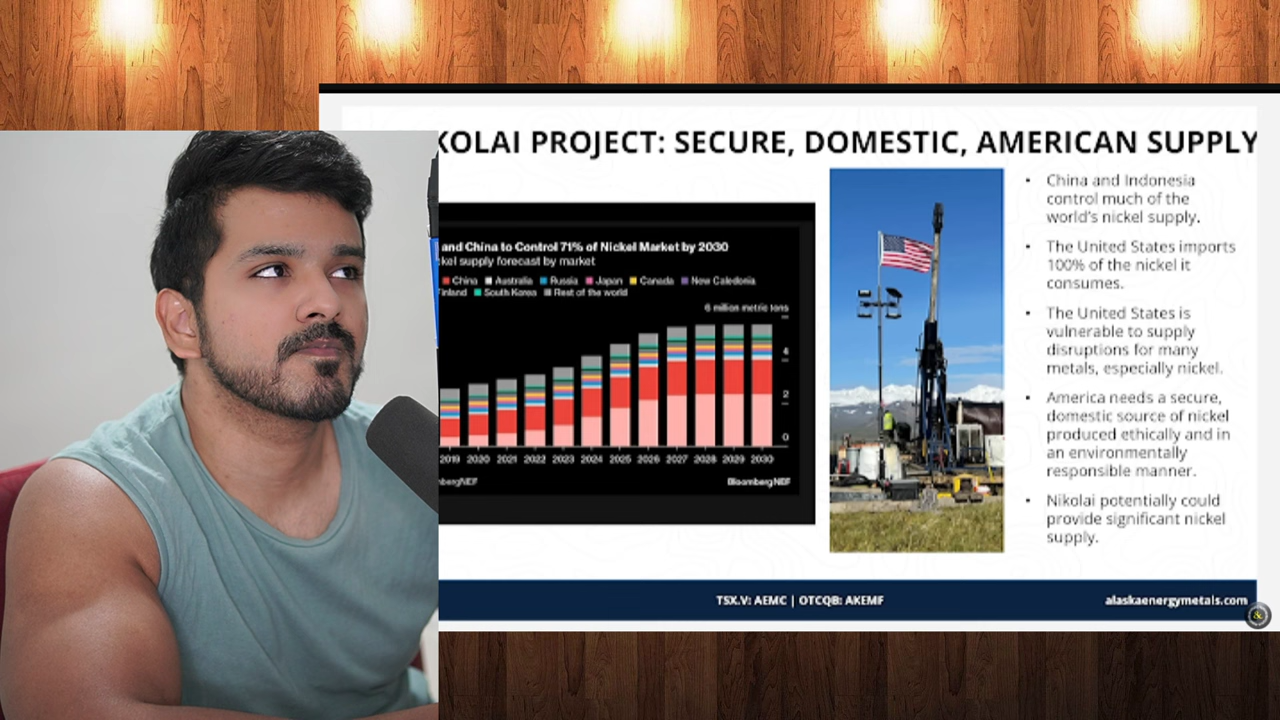 KOLAI PROJECT: SECURE, DOMESTIC, AMERICAN SUPPLY
and China to Control 71% of Nickel Market by 2030
kel supply forecast by market
China Australia Russia Japan Canada New Caledonia
inland South Korea Rest of the world
6 million metric tons
4
2
0
2019 2020 2021 2022 2023 2024 2025 2026 2027 2028 2029 2030
mbergNEF BloombergNEF
• China and Indonesia
control much of the
world's nickel supply.
• The United States imports
100% of the nickel it
consumes.
• The United States is
vulnerable to supply
disruptions for many
metals, especially nickel.
• America needs a secure,
domestic source of nickel
produced ethically and in
an environmentally
responsible manner.
• Nikolai potentially could
provide significant nickel
supply.
TSX.V: AEMC | OTCQB: AKEMF
alaskaenergymetals.com
&